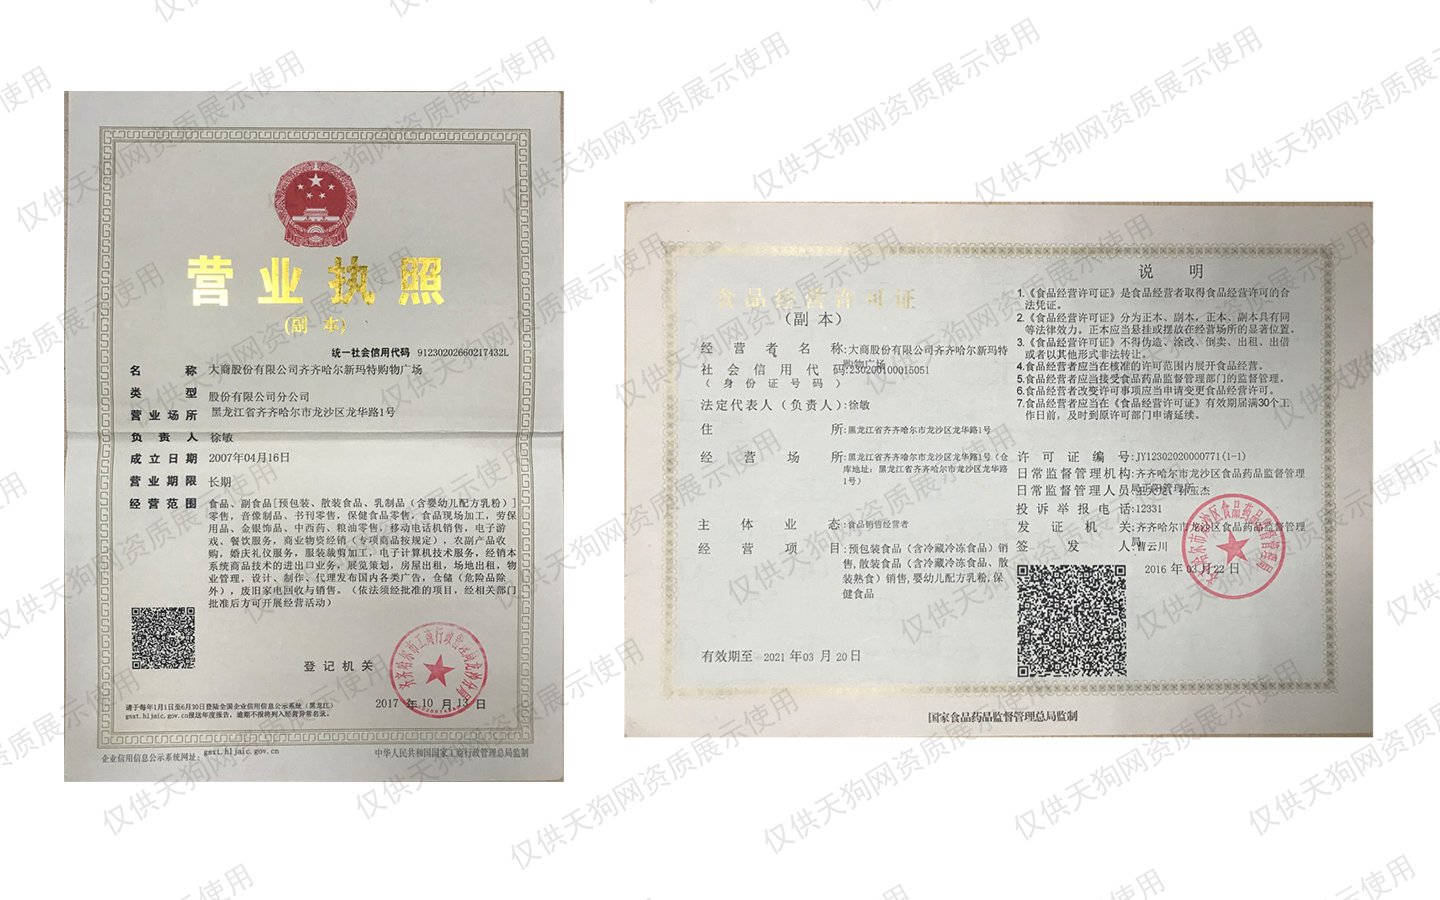 营业执照
(副 本)
统一社会信用代码 91230202660217432L
名 称 大商股份有限公司齐齐哈尔新玛特购物广场
类 型 股份有限公司分公司
营业场所 黑龙江省齐齐哈尔市龙沙区龙华路1号
负 责 人 徐敏
成立日期 2007年04月16日
营业期限 长期
经营范围 食品、副食品[预包装、散装食品、乳制品（含婴幼儿配方乳粉）]
零售，音像制品、书刊零售，保健食品零售，食品现场加工，劳保
用品、金银饰品、中西药、粮油零售，移动电话机销售，电子游
戏、餐饮服务，商业物资经销（专项商品按规定），农副产品收
购，婚庆礼仪服务，服装裁剪加工，电子计算机技术服务，经销本
系统商品技术的进出口业务，展览策划，房屋出租，场地出租，物
业管理，设计、制作、代理发布国内各类广告，仓储（危险品除
外），废旧家电回收与销售。（依法须经批准的项目，经相关部门
批准后方可开展经营活动）
登记机关
2017 年 10 月 13 日
请于每年1月1日至6月30日登陆全国企业信用信息公示系统（黑龙江）
gsxt.hljaic.gov.cn报送年度报告，逾期不报将列入经营异常名录。
企业信用信息公示系统网址: gsxt.hljaic.gov.cn
中华人民共和国国家工商行政管理总局监制
食品经营许可证
（副 本）
经 营 者 名 称:大商股份有限公司齐齐哈尔新玛特
购物广场
社会信用代码:230200100015051
（身份证号码）
法定代表人（负责人）:徐敏
住 所:黑龙江省齐齐哈尔市龙沙区龙华路1号
经 营 场 所:黑龙江省齐齐哈尔市龙沙区龙华路1号（仓
库地址：黑龙江省齐齐哈尔市龙沙区龙华路
1号）
主 体 业 态:食品销售经营者
经 营 项 目:预包装食品（含冷藏冷冻食品）销
售，散装食品（含冷藏冷冻食品、散
装熟食）销售，婴幼儿配方乳粉，保
健食品
有效期至 2021 年03 月 20日
说 明
1.《食品经营许可证》是食品经营者取得食品经营许可的合
法凭证。
2.《食品经营许可证》分为正本、副本，正本、副本具有同
等法律效力。正本应当悬挂或摆放在经营场所的显著位置。
3.《食品经营许可证》不得伪造、涂改、倒卖、出租、出借
或者以其他形式非法转让。
4.食品经营者应当在核准的许可范围内展开食品经营。
5.食品经营者应当接受食品药品监督管理部门的监督管理。
6.食品经营者改变许可事项应当申请变更食品经营许可。
7.食品经营者应当在《食品经营许可证》有效期届满30个工
作日前，及时到原许可部门申请延续。
许 可 证 编 号:JY12302020000771(1-1)
日常监督管理机构:齐齐哈尔市龙沙区食品药品监督管理
局正阳管理所
日常监督管理人员
投诉举报电话:12331
发 证 机 关:齐齐哈尔市龙沙区食品药品监督管理
局
签 发 人:曹云川
2016 年 03 月 22 日
国家食品药品监督管理总局监制
仅供天狗网资质展示使用